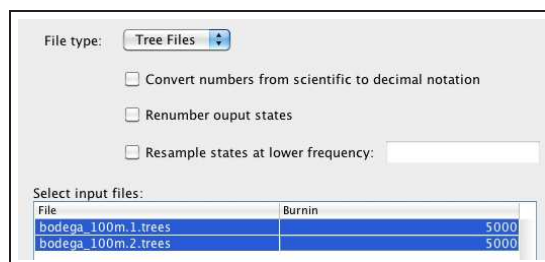 File type: Tree Files
Convert numbers from scientific to decimal notation
Renumber ouput states
Resample states at lower frequency:
Select input files:
File Burnin
bodega_100m.1.trees 5000
bodega_100m.2.trees 5000